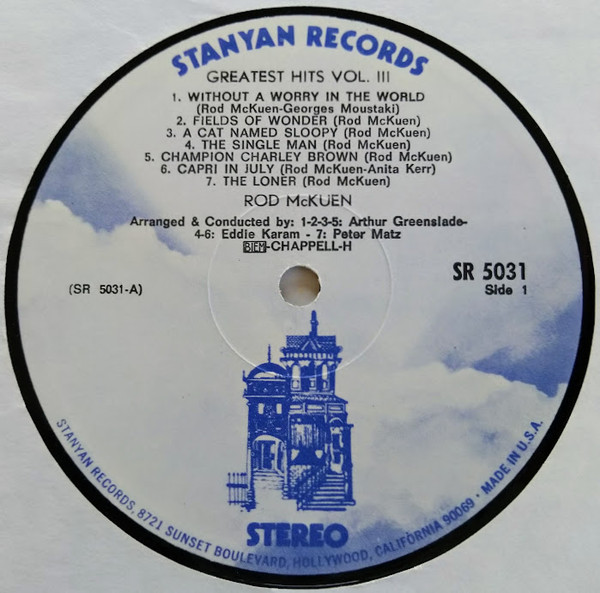 STANYAN RECORDS
GREATEST HITS VOL. III
1. WITHOUT A WORRY IN THE WORLD
(Rod McKuen-Georges Moustaki)
2. FIELDS OF WONDER (Rod McKuen)
3. A CAT NAMED SLOOPY (Rod McKuen)
4. THE SINGLE MAN (Rod McKuen)
5. CHAMPION CHARLEY BROWN (Rod McKuen)
6. CAPRI IN JULY (Rod McKuen-Anita Kerr)
7. THE LONER (Rod McKuen)
ROD McKUEN
Arranged & Conducted by: 1-2-3-5: Arthur Greenslade-
4-6: Eddie Karam - 7: Peter Matz
BIEM-CHAPPELL-H
SR 5031
Side 1
(SR 5031-A)
STEREO
STANYAN RECORDS, 8721 SUNSET BOULEVARD, HOLLYWOOD, CALIFORNIA 90069 · MADE IN U.S.A.